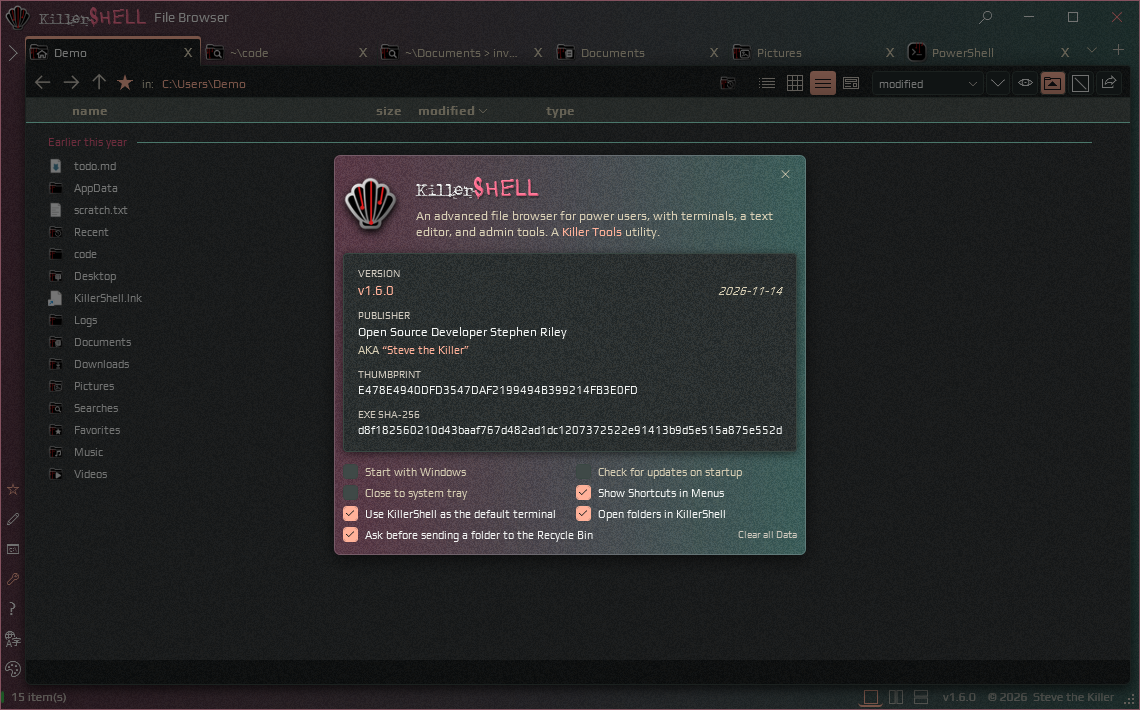 Killer$HELL File Browser
Demo X
~\code X
~\Documents > inv... X
Documents X
Pictures X
PowerShell X
in: C:\Users\Demo
modified
name size modified type
Earlier this year
todo.md
AppData
scratch.txt
Recent
code
Desktop
KillerShell.lnk
Logs
Documents
Downloads
Pictures
Searches
Favorites
Music
Videos
Killer$HELL
An advanced file browser for power users, with terminals, a text
editor, and admin tools. A Killer Tools utility.
VERSION
v1.6.0 2026-11-14
PUBLISHER
Open Source Developer Stephen Riley
AKA “Steve the Killer”
THUMBPRINT
E478E4940DFD3547DAF2199494B399214FB3E0FD
EXE SHA-256
d8f182560210d43baaf767d482ad1dc1207372522e91413b9d5e515a875e552d
Start with Windows
Check for updates on startup
Close to system tray
Show Shortcuts in Menus
Use KillerShell as the default terminal
Open folders in KillerShell
Ask before sending a folder to the Recycle Bin
Clear all Data
15 item(s)
v1.6.0 © 2026 Steve the Killer